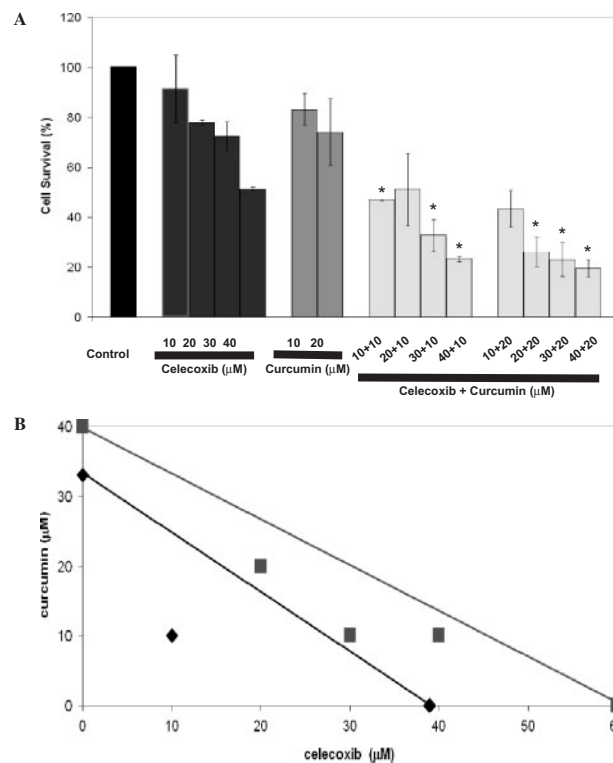 A
120
100
80
60
40
20
0
Cell Survival (%)
* * * * * *
Control
10 20 30 40
Celecoxib (µM)
10 20
Curcumin (µM)
10+10 20+10 30+10 40+10 10+20 20+20 30+20 40+20
Celecoxib + Curcumin (µM)
B
40
30
20
10
0
curcumin (µM)
0 10 20 30 40 50
celecoxib (µM)